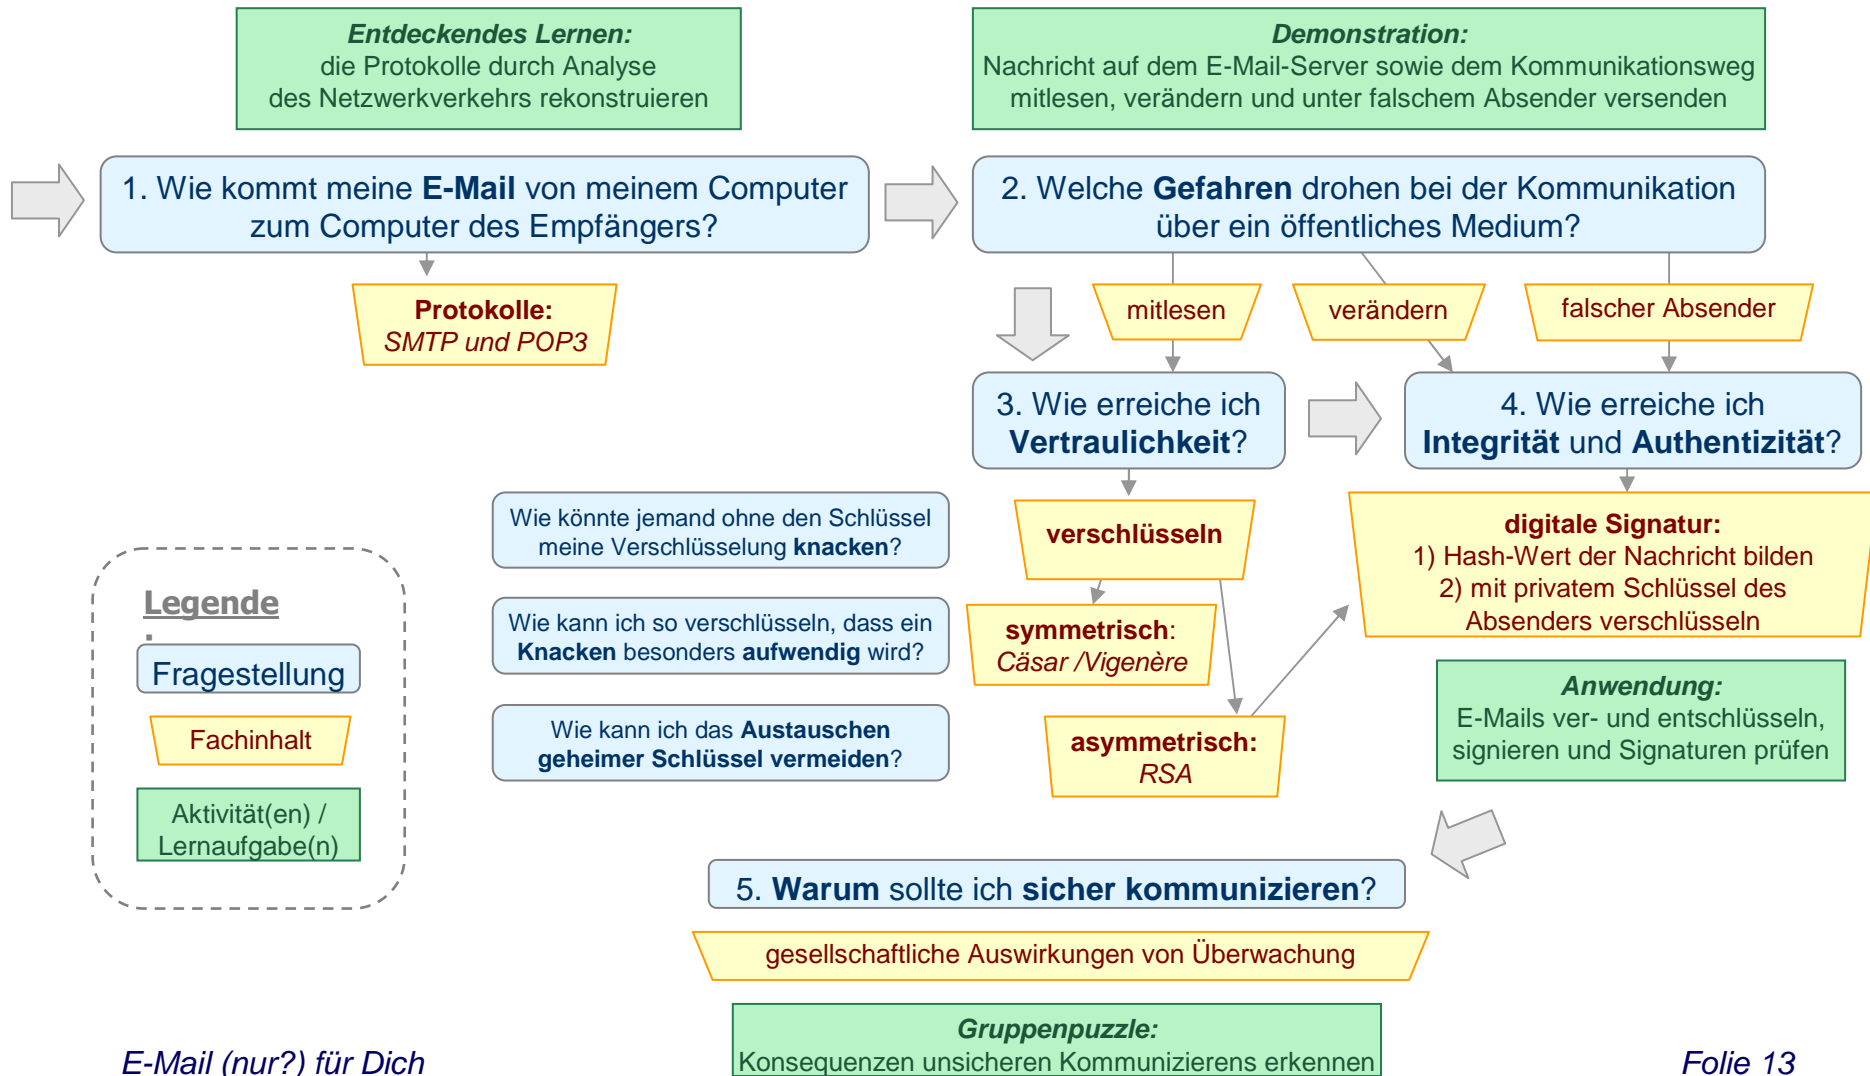 Entdeckendes Lernen:
die Protokolle durch Analyse
des Netzwerkverkehrs rekonstruieren
Demonstration:
Nachricht auf dem E-Mail-Server sowie dem Kommunikationsweg
mitlesen, verändern und unter falschem Absender versenden
1. Wie kommt meine E-Mail von meinem Computer
zum Computer des Empfängers?
2. Welche Gefahren drohen bei der Kommunikation
über ein öffentliches Medium?
Protokolle:
SMTP und POP3
mitlesen
verändern
falscher Absender
3. Wie erreiche ich
Vertraulichkeit?
4. Wie erreiche ich
Integrität und Authentizität?
Wie könnte jemand ohne den Schlüssel
meine Verschlüsselung knacken?
verschlüsseln
digitale Signatur:
1) Hash-Wert der Nachricht bilden
2) mit privatem Schlüssel des
Absenders verschlüsseln
Wie kann ich so verschlüsseln, dass ein
Knacken besonders aufwendig wird?
symmetrisch:
Cäsar /Vigenère
Wie kann ich das Austauschen
geheimer Schlüssel vermeiden?
asymmetrisch:
RSA
Anwendung:
E-Mails ver- und entschlüsseln,
signieren und Signaturen prüfen
Legende
:
Fragestellung
Fachinhalt
Aktivität(en) /
Lernaufgabe(n)
5. Warum sollte ich sicher kommunizieren?
gesellschaftliche Auswirkungen von Überwachung
Gruppenpuzzle:
Konsequenzen unsicheren Kommunizierens erkennen
E-Mail (nur?) für Dich
Folie 13